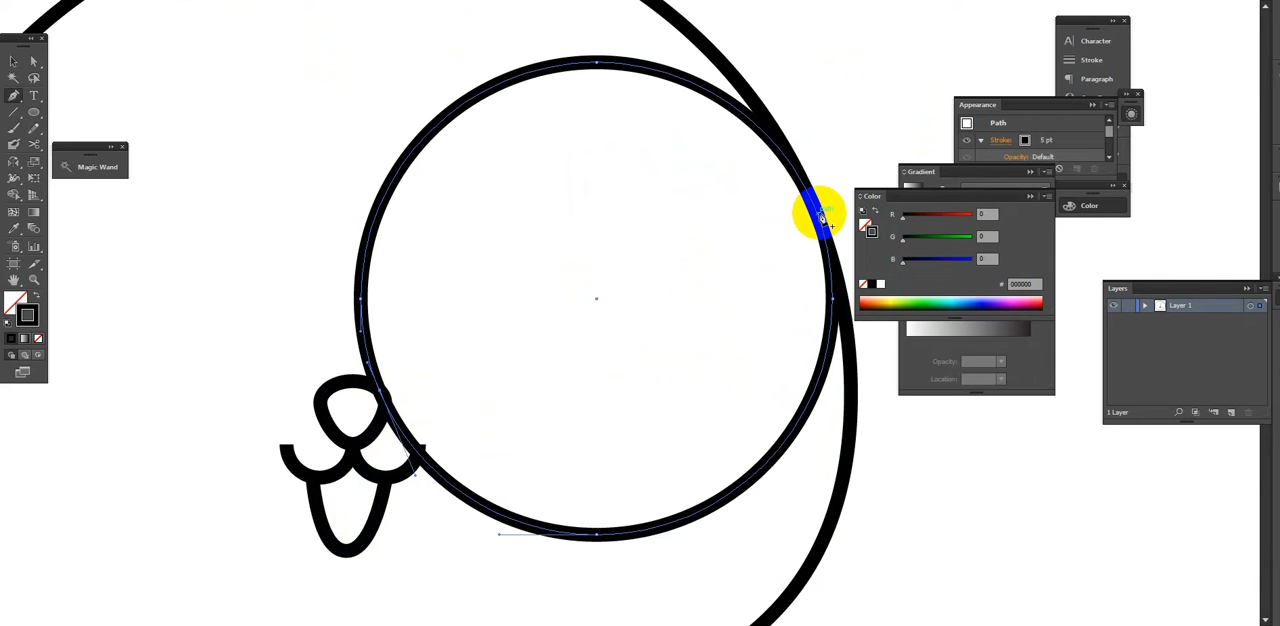 Character
Stroke
Paragraph
Appearance
Path
Stroke: 5 pt
Opacity: Default
Magic Wand
Gradient
Color
R 0
G 0
B 0
# 000000
Color
Opacity:
Location:
Layers
Layer 1
1 Layer